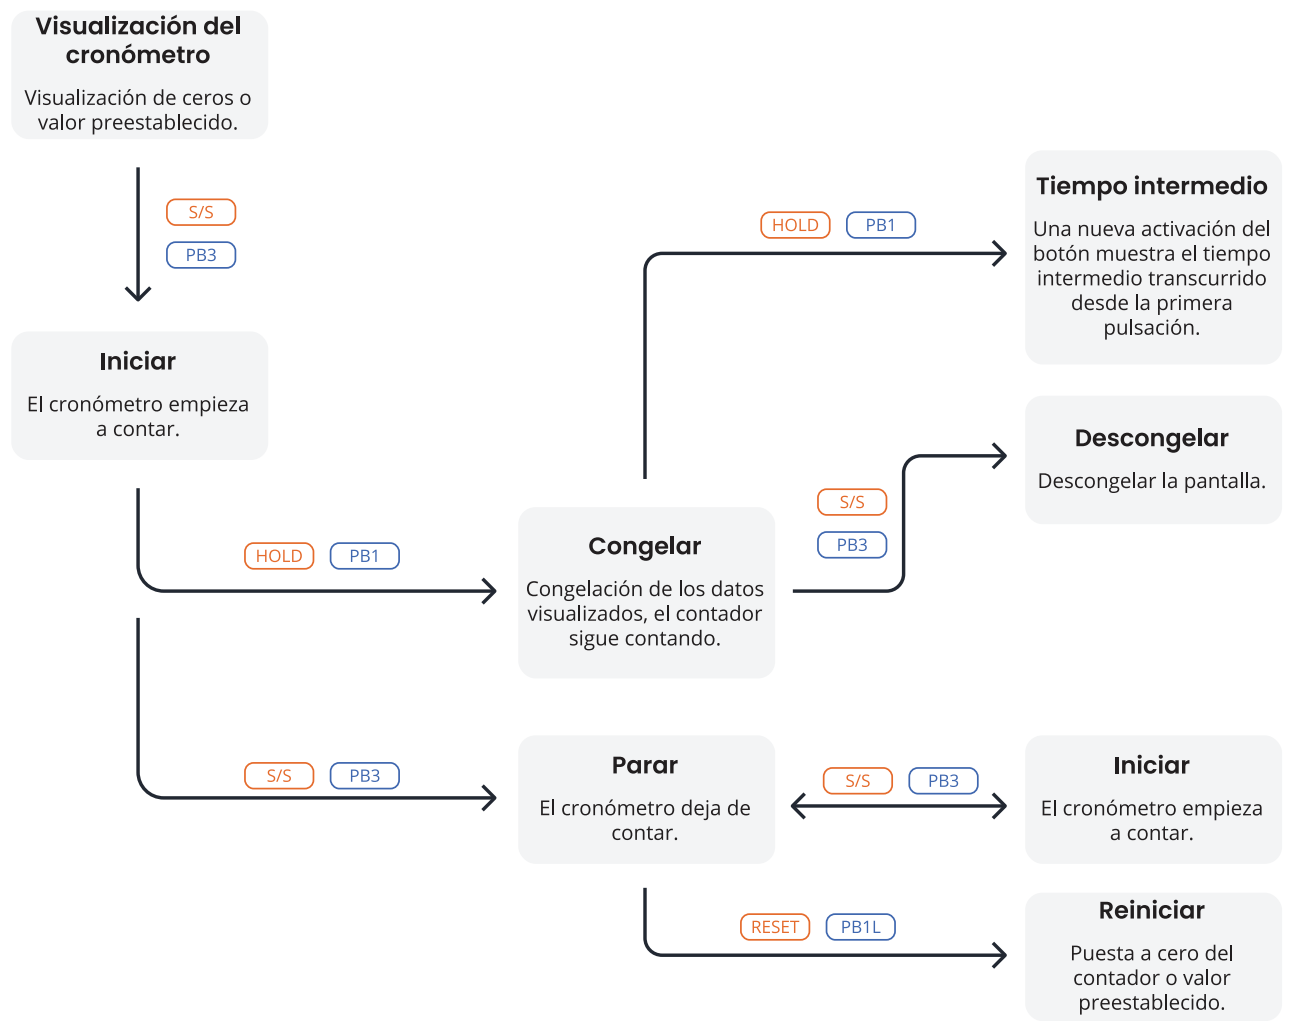 Visualización del
cronómetro
Visualización de ceros o
valor preestablecido.
S/S
PB3
Iniciar
El cronómetro empieza
a contar.
HOLD PB1
Congelar
Congelación de los datos
visualizados, el contador
sigue contando.
HOLD PB1
Tiempo intermedio
Una nueva activación del
botón muestra el tiempo
intermedio transcurrido
desde la primera
pulsación.
S/S
PB3
Descongelar
Descongelar la pantalla.
S/S PB3
Parar
El cronómetro deja de
contar.
S/S PB3
Iniciar
El cronómetro empieza
a contar.
RESET PB1L
Reiniciar
Puesta a cero del
contador o valor
preestablecido.